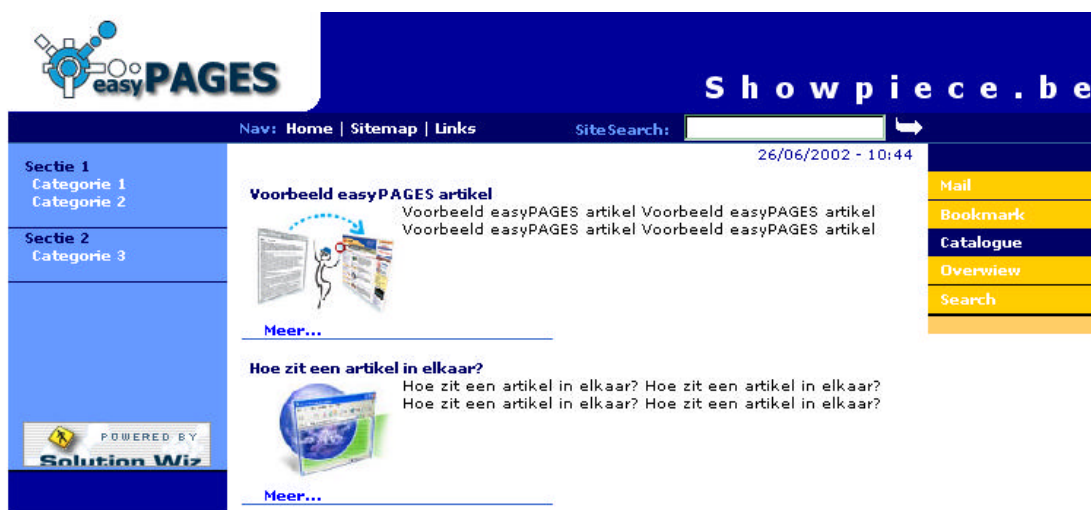 easyPAGES
Showpiece.be
Nav: Home | Sitemap | Links
SiteSearch:
26/06/2002 - 10:44
Sectie 1
Categorie 1
Categorie 2
Sectie 2
Categorie 3
POWERED BY
Solution Wiz
Voorbeeld easyPAGES artikel
Voorbeeld easyPAGES artikel Voorbeeld easyPAGES artikel
Voorbeeld easyPAGES artikel Voorbeeld easyPAGES artikel
Meer...
Hoe zit een artikel in elkaar?
Hoe zit een artikel in elkaar? Hoe zit een artikel in elkaar?
Hoe zit een artikel in elkaar? Hoe zit een artikel in elkaar?
Meer...
Mail
Bookmark
Catalogue
Overwiew
Search